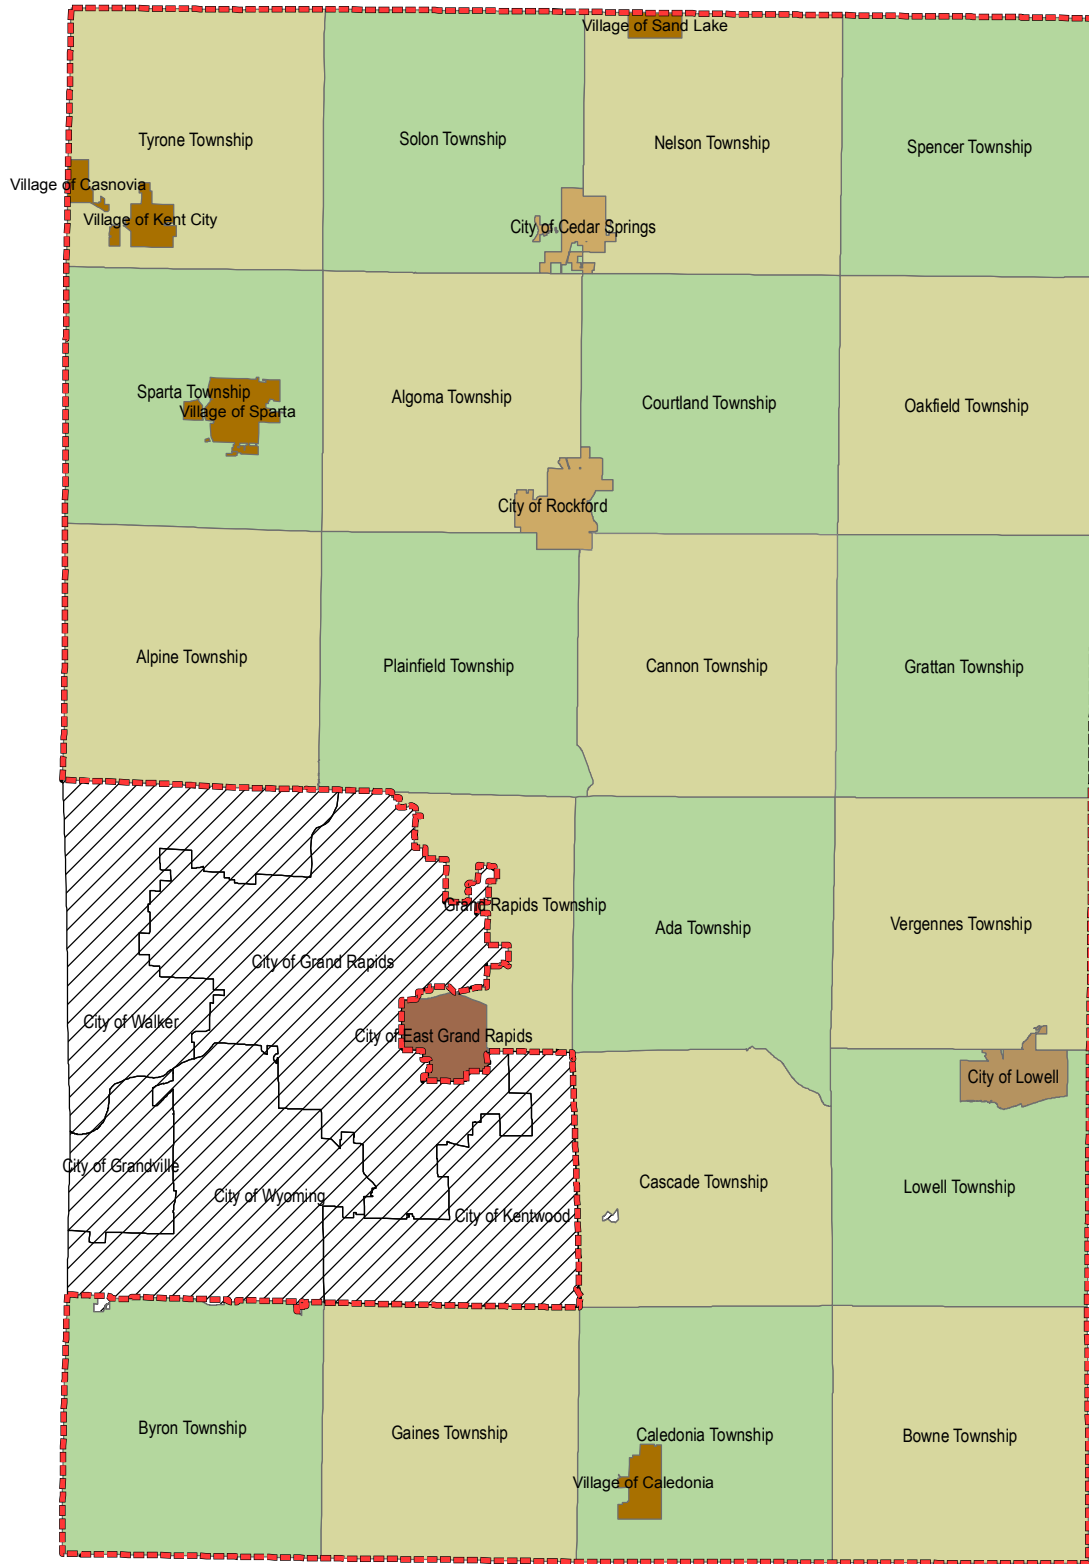 Village of Sand Lake
Tyrone Township
Solon Township
Nelson Township
Spencer Township
Village of Casnovia
Village of Kent City
City of Cedar Springs
Sparta Township
Village of Sparta
Algoma Township
Courtland Township
Oakfield Township
City of Rockford
Alpine Township
Plainfield Township
Cannon Township
Grattan Township
Grand Rapids Township
Ada Township
Vergennes Township
City of Grand Rapids
City of Walker
City of East Grand Rapids
City of Lowell
City of Grandville
City of Wyoming
City of Kentwood
Cascade Township
Lowell Township
Byron Township
Gaines Township
Caledonia Township
Bowne Township
Village of Caledonia